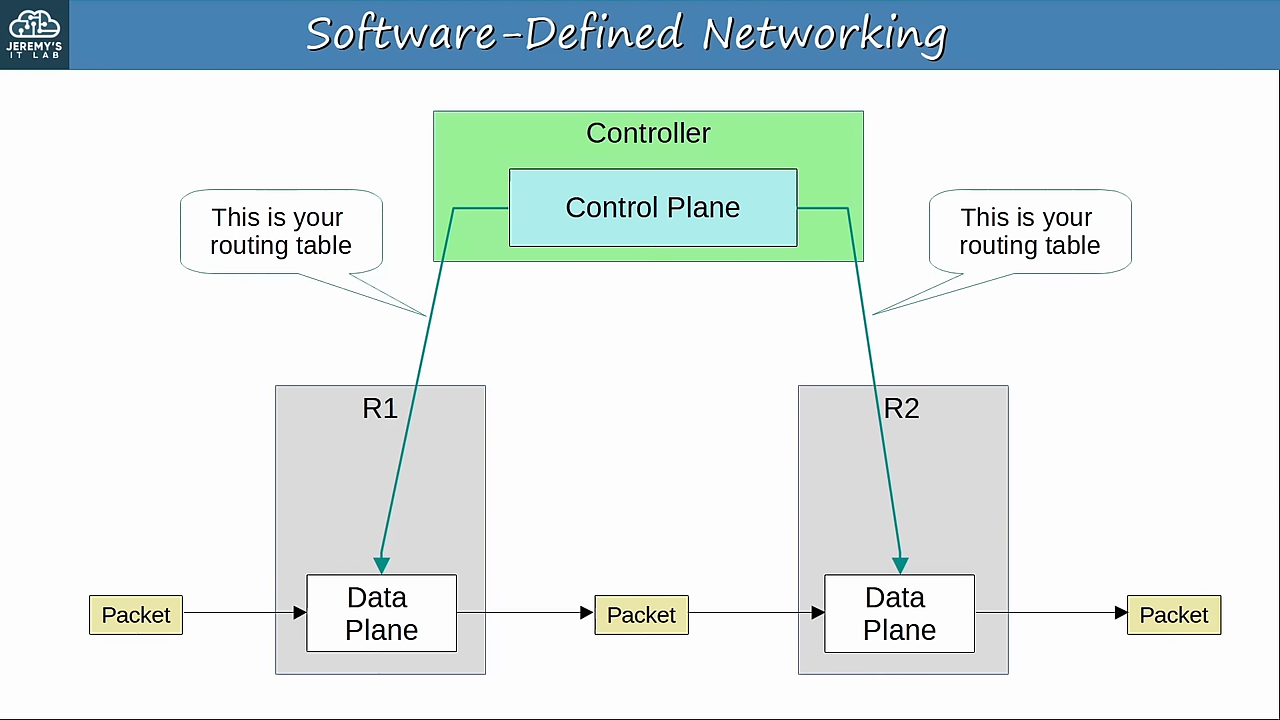 JEREMY'S
IT LAB
Software-Defined Networking
Controller
Control Plane
This is your
routing table
This is your
routing table
R1
R2
Packet
Data
Plane
Packet
Data
Plane
Packet